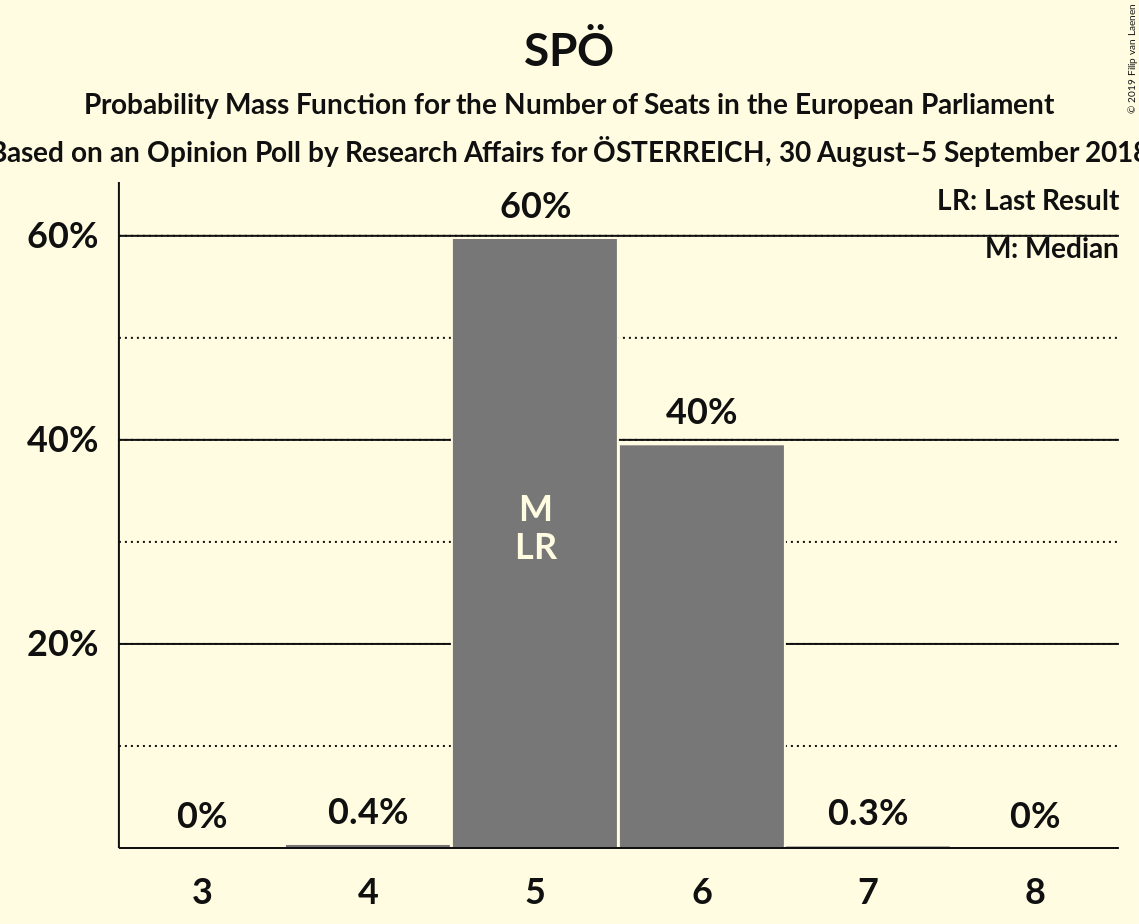 SPÖ
Probability Mass Function for the Number of Seats in the European Parliament
Based on an Opinion Poll by Research Affairs for ÖSTERREICH, 30 August–5 September 2018
© 2019 Filip van Laenen
LR: Last Result
M: Median
60%
40%
20%
0%
0.4%
60%
M
LR
40%
0.3%
0%
3
4
5
6
7
8